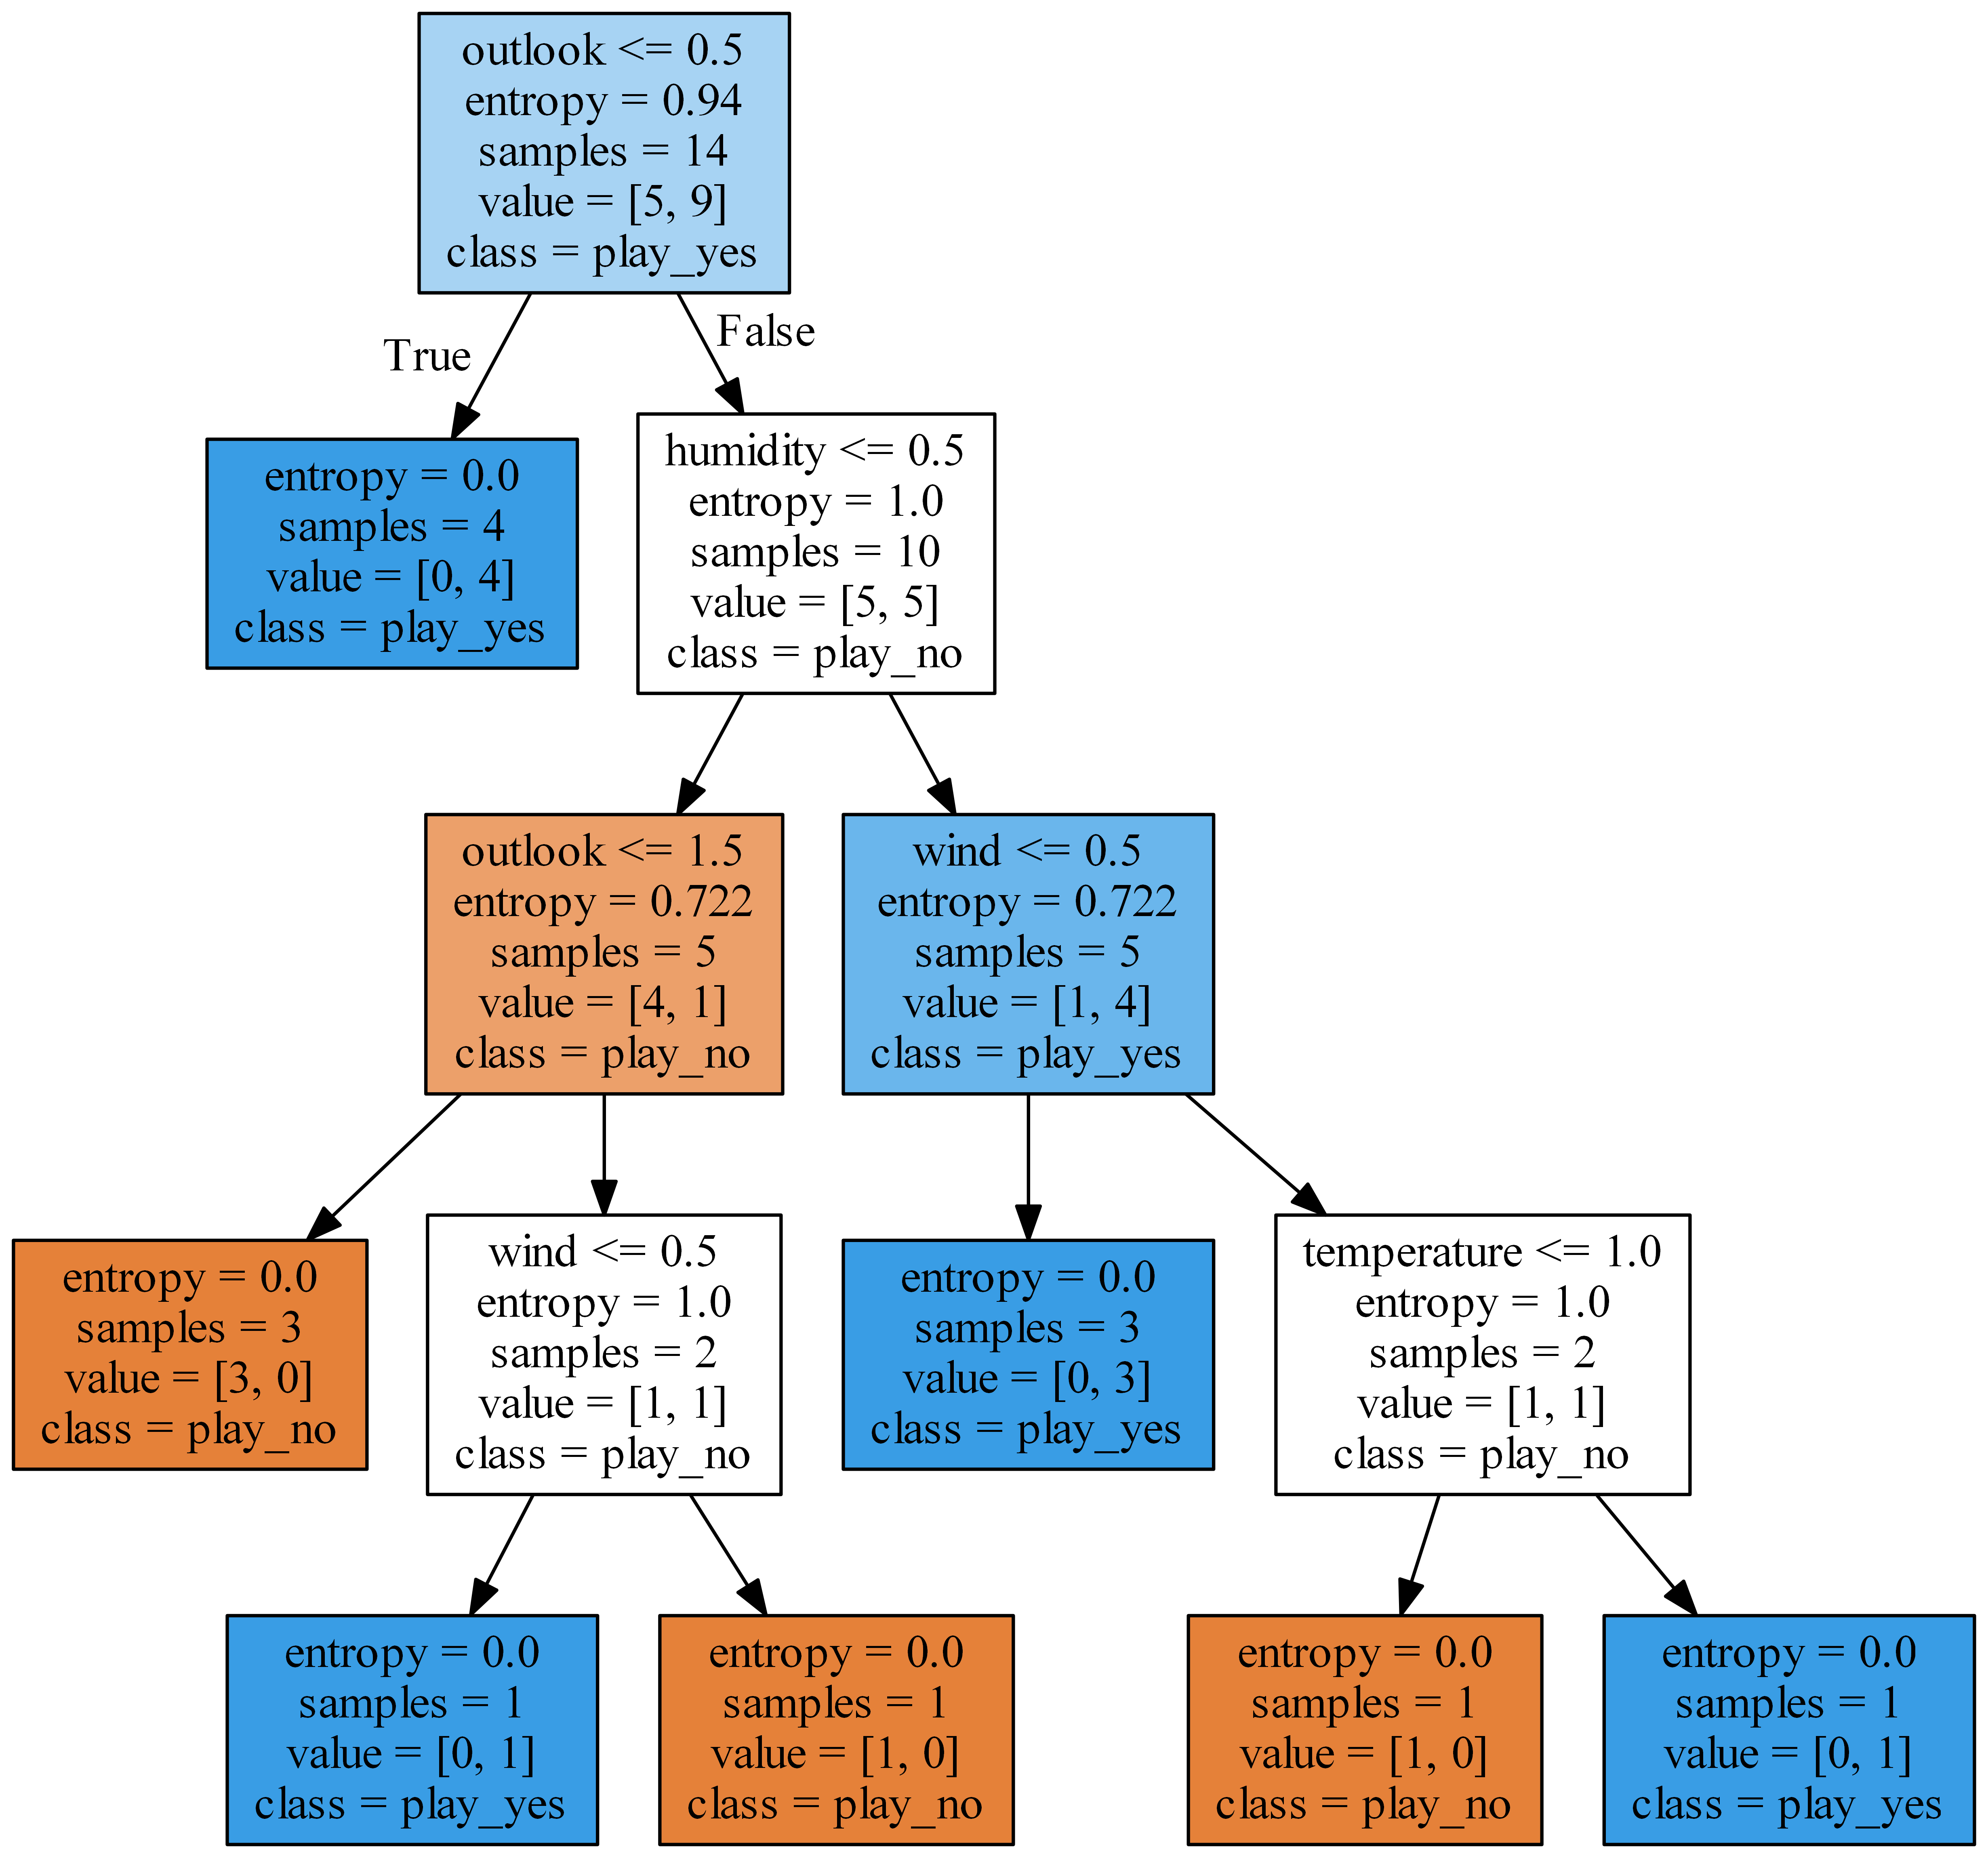 outlook <= 0.5
entropy = 0.94
samples = 14
value = [5, 9]
class = play_yes
True
False
entropy = 0.0
samples = 4
value = [0, 4]
class = play_yes
humidity <= 0.5
entropy = 1.0
samples = 10
value = [5, 5]
class = play_no
outlook <= 1.5
entropy = 0.722
samples = 5
value = [4, 1]
class = play_no
wind <= 0.5
entropy = 0.722
samples = 5
value = [1, 4]
class = play_yes
entropy = 0.0
samples = 3
value = [3, 0]
class = play_no
wind <= 0.5
entropy = 1.0
samples = 2
value = [1, 1]
class = play_no
entropy = 0.0
samples = 3
value = [0, 3]
class = play_yes
temperature <= 1.0
entropy = 1.0
samples = 2
value = [1, 1]
class = play_no
entropy = 0.0
samples = 1
value = [0, 1]
class = play_yes
entropy = 0.0
samples = 1
value = [1, 0]
class = play_no
entropy = 0.0
samples = 1
value = [1, 0]
class = play_no
entropy = 0.0
samples = 1
value = [0, 1]
class = play_yes